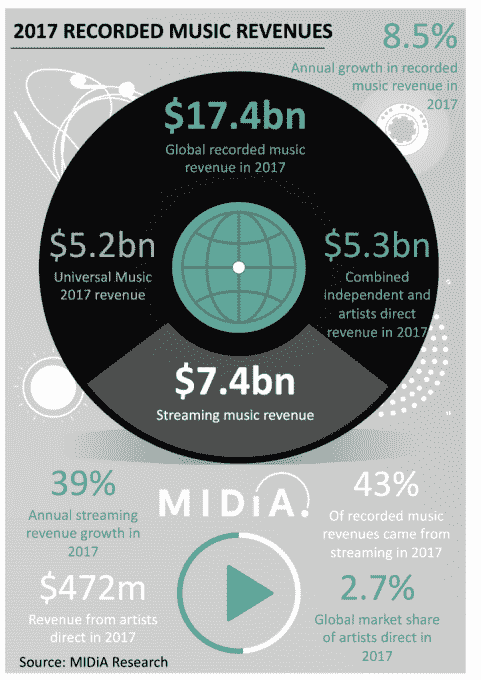 2017 RECORDED MUSIC REVENUES
8.5%
Annual growth in recorded
music revenue in
2017
$17.4bn
Global recorded music
revenue in 2017
$5.2bn
Universal Music
2017 revenue
$5.3bn
Combined
independent and
artists direct
revenue in 2017
$7.4bn
Streaming music revenue
39%
Annual streaming
revenue growth in
2017
MIDiA.
43%
Of recorded music
revenues came from
streaming in 2017
$472m
Revenue from artists
direct in 2017
2.7%
Global market share
of artists direct in
2017
Source: MIDiA Research